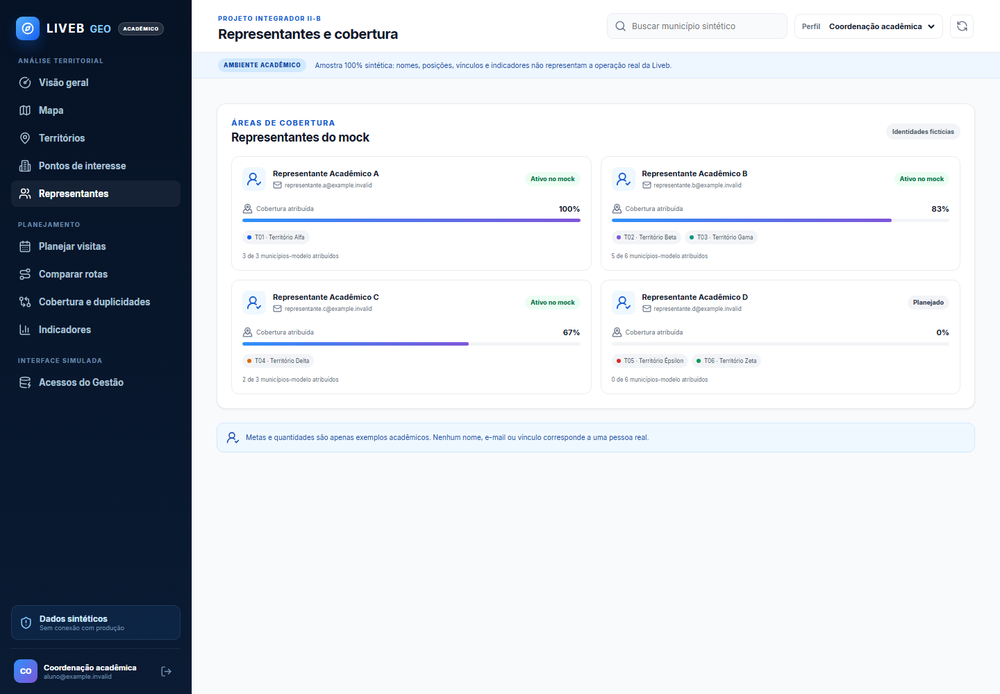 LIVEB GEO ACADÊMICO
ANÁLISE TERRITORIAL
Visão geral
Mapa
Territórios
Pontos de interesse
Representantes
PLANEJAMENTO
Planejar visitas
Comparar rotas
Cobertura e duplicidades
Indicadores
INTERFACE SIMULADA
Acessos do Gestão
Dados sintéticos
Sem conexão com produção
CO
Coordenação acadêmica
aluno@example.invalid
PROJETO INTEGRADOR II-B
Representantes e cobertura
Buscar município sintético
Perfil Coordenação acadêmica
AMBIENTE ACADÊMICO Amostra 100% sintética: nomes, posições, vínculos e indicadores não representam a operação real da Liveb.
ÁREAS DE COBERTURA
Representantes do mock
Identidades fictícias
Representante Acadêmico A
representante.a@example.invalid
Ativo no mock
Cobertura atribuída 100%
T01 · Território Alfa
3 de 3 municípios-modelo atribuídos
Representante Acadêmico B
representante.b@example.invalid
Ativo no mock
Cobertura atribuída 83%
T02 · Território Beta T03 · Território Gama
5 de 6 municípios-modelo atribuídos
Representante Acadêmico C
representante.c@example.invalid
Ativo no mock
Cobertura atribuída 67%
T04 · Território Delta
2 de 3 municípios-modelo atribuídos
Representante Acadêmico D
representante.d@example.invalid
Planejado
Cobertura atribuída 0%
T05 · Território Épsilon T06 · Território Zeta
0 de 6 municípios-modelo atribuídos
Metas e quantidades são apenas exemplos acadêmicos. Nenhum nome, e-mail ou vínculo corresponde a uma pessoa real.